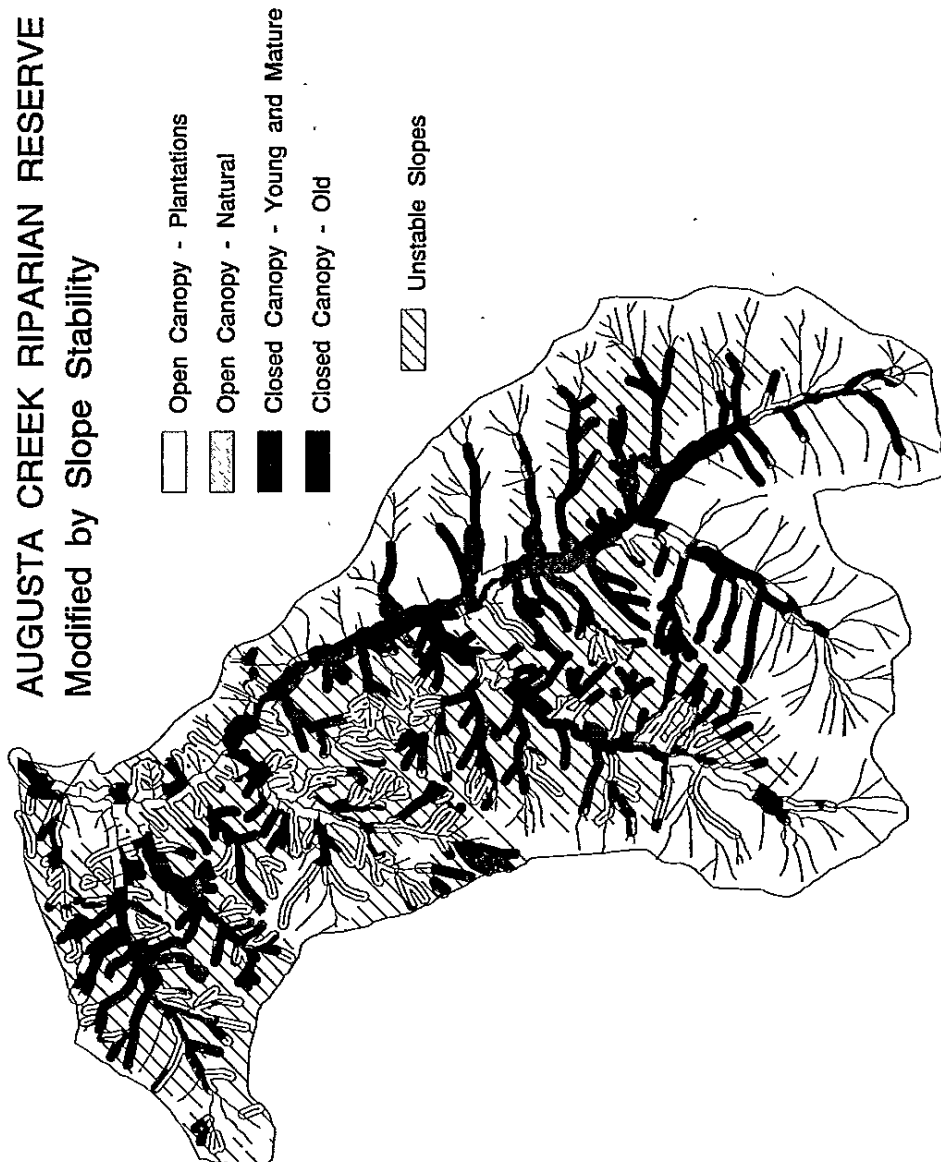 AUGUSTA CREEK RIPARIAN RESERVE
Modified by Slope Stability
Open Canopy - Plantations
Open Canopy - Natural
Closed Canopy - Young and Mature
Closed Canopy - Old
Unstable Slopes